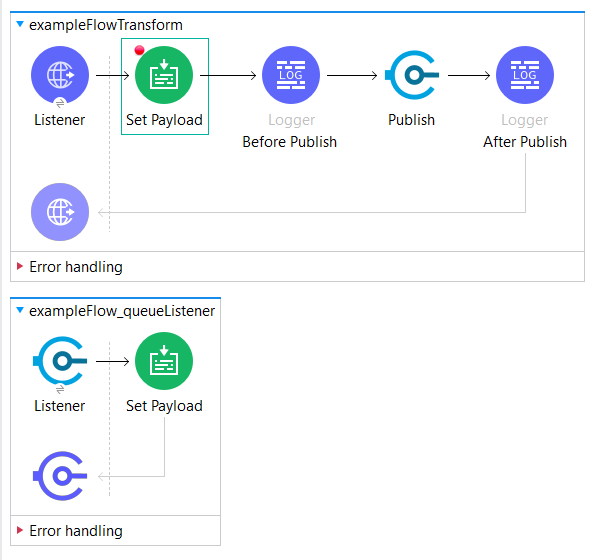 exampleFlowTransform
LOG
LOG
Listener
Set Payload
Logger
Publish
Logger
Before Publish
After Publish
Error handling
exampleFlow_queueListener
Listener
Set Payload
Error handling